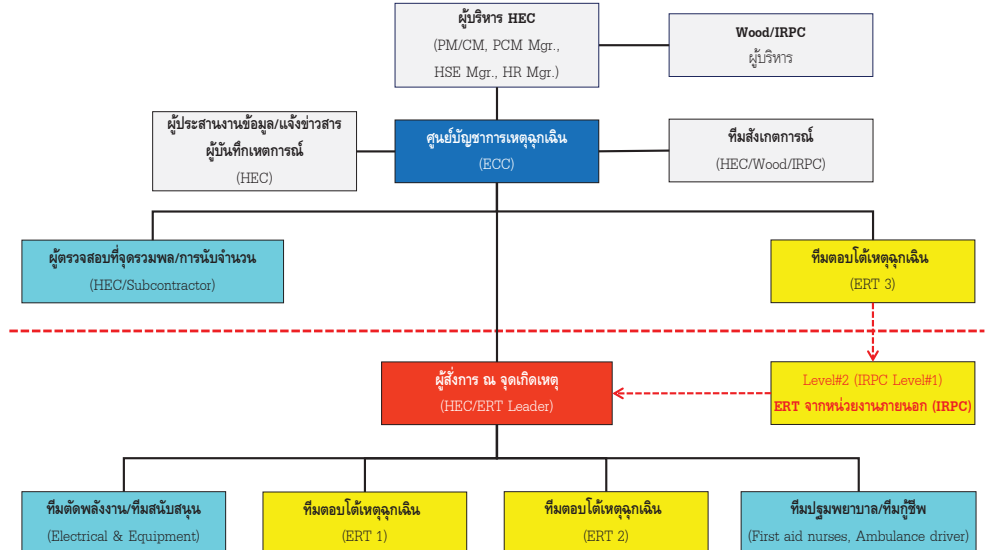 ผู้บริหาร HEC
(PM/CM, PCM Mgr.,
HSE Mgr., HR Mgr.)
Wood/IRPC
ผู้บริหาร
ผู้ประสานงานข้อมูล/แจ้งข่าวสาร
ผู้บันทึกเหตการณ์
(HEC)
ศูนย์บัญชาการเหตุฉุกเฉิน
(ECC)
ทีมสังเกตการณ์
(HEC/Wood/IRPC)
ผู้ตรวจสอบที่จุดรวมพล/การนับจำนวน
(HEC/Subcontractor)
ทีมตอบโต้เหตุฉุกเฉิน
(ERT 3)
ผู้สั่งการ ณ จุดเกิดเหตุ
(HEC/ERT Leader)
Level#2 (IRPC Level#1)
ERT จากหน่วยงานภายนอก (IRPC)
ทีมตัดพลังงาน/ทีมสนับสนุน
(Electrical & Equipment)
ทีมตอบโต้เหตุฉุกเฉิน
(ERT 1)
ทีมตอบโต้เหตุฉุกเฉิน
(ERT 2)
ทีมปฐมพยาบาล/ทีมกู้ชีพ
(First aid nurses, Ambulance driver)